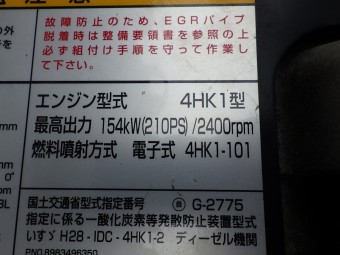 故障防止のため、EGRパイプ
脱着時は整備要領書を参照の上
必ず組付け手順を守って作業し
て下さい。
の外
を
エンジン型式 4HK1型
最高出力 154kW(210PS)/2400rpm
燃料噴射方式 電子式 4HK1-101
mm
国土交通省型式指定番号 G-2775
指定に係る一酸化炭素等発散防止装置型式
いすゞ H28-IDC-4HK1-2 ディーゼル機関
PNO.8983496350